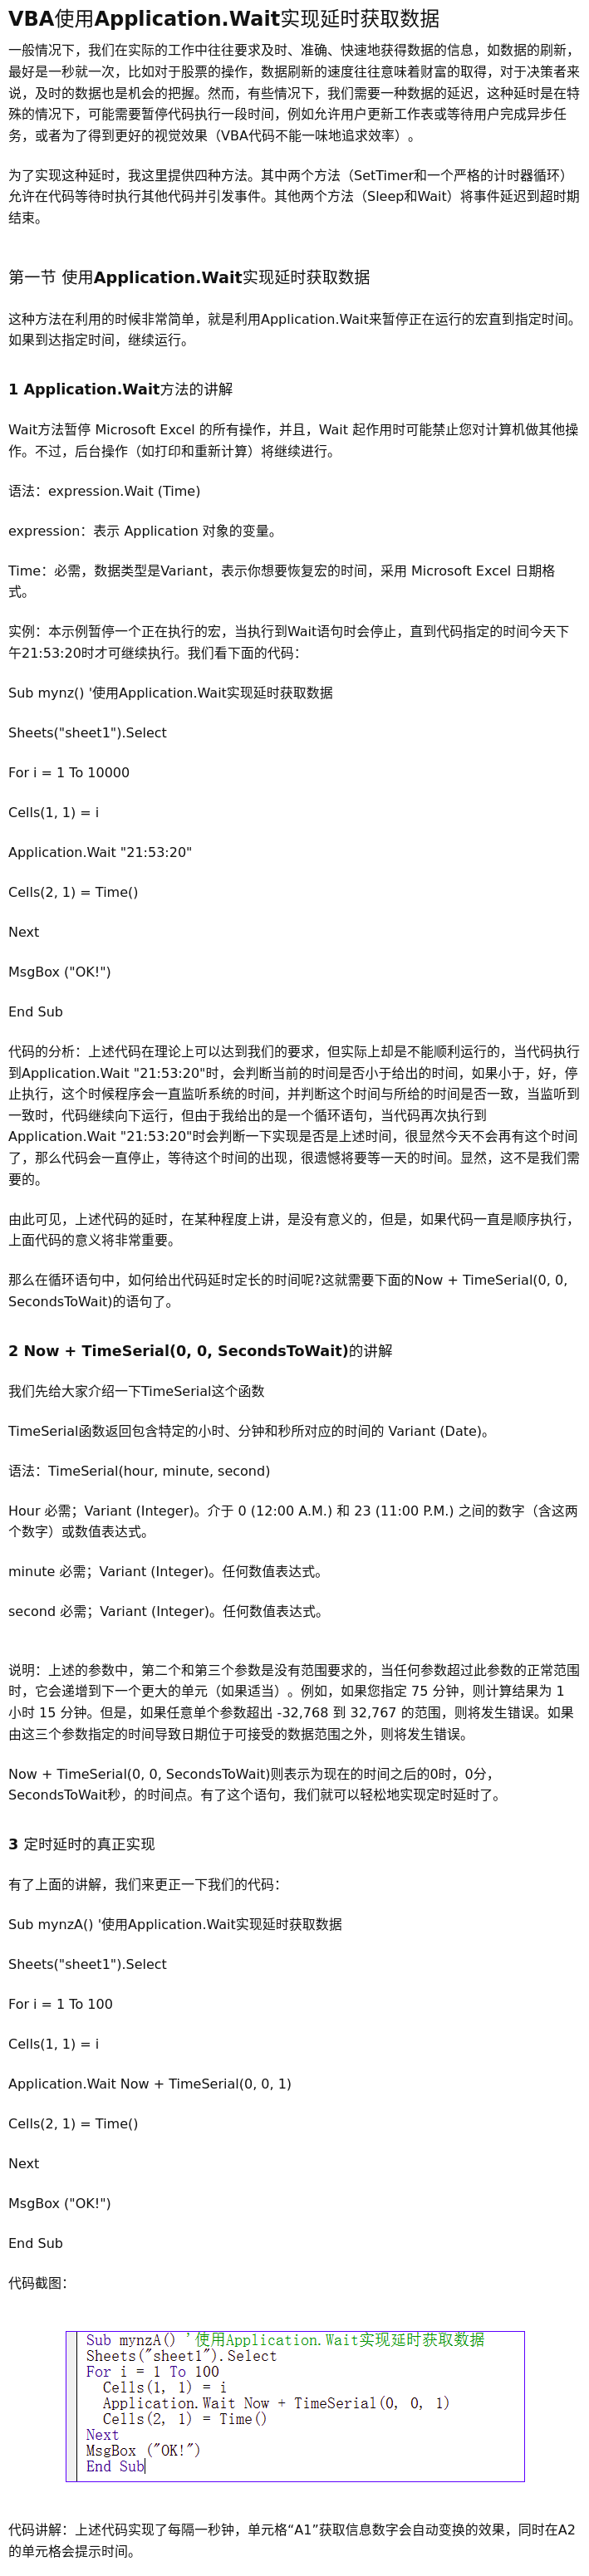 VBA使用Application.Wait实现延时获取数据
一般情况下，我们在实际的工作中往往要求及时、准确、快速地获得数据的信息，如数据的刷新，
最好是一秒就一次，比如对于股票的操作，数据刷新的速度往往意味着财富的取得，对于决策者来
说，及时的数据也是机会的把握。然而，有些情况下，我们需要一种数据的延迟，这种延时是在特
殊的情况下，可能需要暂停代码执行一段时间，例如允许用户更新工作表或等待用户完成异步任
务，或者为了得到更好的视觉效果（VBA代码不能一味地追求效率）。
为了实现这种延时，我这里提供四种方法。其中两个方法（SetTimer和一个严格的计时器循环）
允许在代码等待时执行其他代码并引发事件。其他两个方法（Sleep和Wait）将事件延迟到超时期
结束。
第一节 使用Application.Wait实现延时获取数据
这种方法在利用的时候非常简单，就是利用Application.Wait来暂停正在运行的宏直到指定时间。
如果到达指定时间，继续运行。
1 Application.Wait方法的讲解
Wait方法暂停 Microsoft Excel 的所有操作，并且，Wait 起作用时可能禁止您对计算机做其他操
作。不过，后台操作（如打印和重新计算）将继续进行。
语法：expression.Wait (Time)
expression：表示 Application 对象的变量。
Time：必需，数据类型是Variant，表示你想要恢复宏的时间，采用 Microsoft Excel 日期格
式。
实例：本示例暂停一个正在执行的宏，当执行到Wait语句时会停止，直到代码指定的时间今天下
午21:53:20时才可继续执行。我们看下面的代码：
Sub mynz() '使用Application.Wait实现延时获取数据
Sheets("sheet1").Select
For i = 1 To 10000
Cells(1, 1) = i
Application.Wait "21:53:20"
Cells(2, 1) = Time()
Next
MsgBox ("OK!")
End Sub
代码的分析：上述代码在理论上可以达到我们的要求，但实际上却是不能顺利运行的，当代码执行
到Application.Wait "21:53:20"时，会判断当前的时间是否小于给出的时间，如果小于，好，停
止执行，这个时候程序会一直监听系统的时间，并判断这个时间与所给的时间是否一致，当监听到
一致时，代码继续向下运行，但由于我给出的是一个循环语句，当代码再次执行到
Application.Wait "21:53:20"时会判断一下实现是否是上述时间，很显然今天不会再有这个时间
了，那么代码会一直停止，等待这个时间的出现，很遗憾将要等一天的时间。显然，这不是我们需
要的。
由此可见，上述代码的延时，在某种程度上讲，是没有意义的，但是，如果代码一直是顺序执行，
上面代码的意义将非常重要。
那么在循环语句中，如何给出代码延时定长的时间呢?这就需要下面的Now + TimeSerial(0, 0,
SecondsToWait)的语句了。
2 Now + TimeSerial(0, 0, SecondsToWait)的讲解
我们先给大家介绍一下TimeSerial这个函数
TimeSerial函数返回包含特定的小时、分钟和秒所对应的时间的 Variant (Date)。
语法：TimeSerial(hour, minute, second)
Hour 必需；Variant (Integer)。介于 0 (12:00 A.M.) 和 23 (11:00 P.M.) 之间的数字（含这两
个数字）或数值表达式。
minute 必需；Variant (Integer)。任何数值表达式。
second 必需；Variant (Integer)。任何数值表达式。
说明：上述的参数中，第二个和第三个参数是没有范围要求的，当任何参数超过此参数的正常范围
时，它会递增到下一个更大的单元（如果适当）。例如，如果您指定 75 分钟，则计算结果为 1
小时 15 分钟。但是，如果任意单个参数超出 -32,768 到 32,767 的范围，则将发生错误。如果
由这三个参数指定的时间导致日期位于可接受的数据范围之外，则将发生错误。
Now + TimeSerial(0, 0, SecondsToWait)则表示为现在的时间之后的0时，0分，
SecondsToWait秒，的时间点。有了这个语句，我们就可以轻松地实现定时延时了。
3 定时延时的真正实现
有了上面的讲解，我们来更正一下我们的代码：
Sub mynzA() '使用Application.Wait实现延时获取数据
Sheets("sheet1").Select
For i = 1 To 100
Cells(1, 1) = i
Application.Wait Now + TimeSerial(0, 0, 1)
Cells(2, 1) = Time()
Next
MsgBox ("OK!")
End Sub
代码截图：
Sub mynzA() '使用Application.Wait实现延时获取数据
Sheets("sheet1").Select
For i = 1 To 100
Cells(1, 1) = i
Application.Wait Now + TimeSerial(0, 0, 1)
Cells(2, 1) = Time()
Next
MsgBox ("OK!")
End Sub
代码讲解：上述代码实现了每隔一秒钟，单元格“A1”获取信息数字会自动变换的效果，同时在A2
的单元格会提示时间。